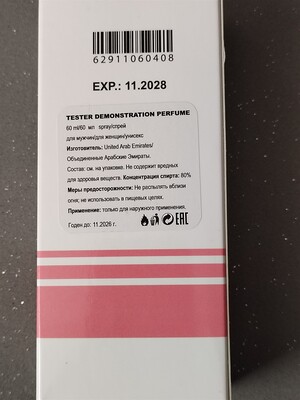 62911060408
EXP.: 11.2028
TESTER DEMONSTRATION PERFUME
60 ml/60 мл spray/спрей
для мужчин/для женщин/унисекс
Изготовитель: United Arab Emirates/
Объединенные Арабские Эмираты.
Состав: см. на упаковке. Не содержит вредных
для здоровья веществ. Концентрация спирта: 80%
Меры предосторожности: Не распылять вблизи
огня; не использовать в пищевых целях.
Применение: только для наружного применения.
Годен до: 11.2026 г.
EAC